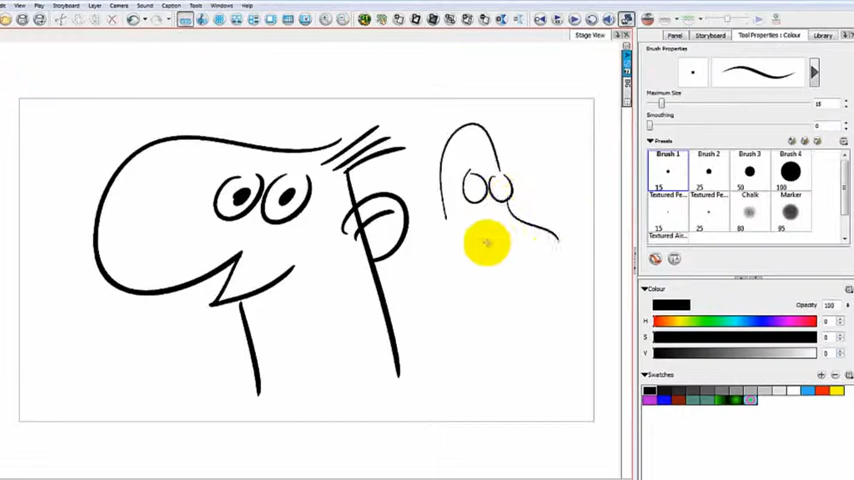 View Play Storyboard Layer Camera Sound Caption Tools Windows Help
Stage View
Panel Storyboard Tool Properties : Colour Library
Brush Properties
Maximum Size
15
Smoothing
0
Presets
Brush 1 Brush 2 Brush 3 Brush 4
15 25 50 100
Textured Fe Textured Fe Chalk Marker
15 25 80 95
Textured Air
Colour
Opacity 100
H 0
S 0
V 0
Swatches